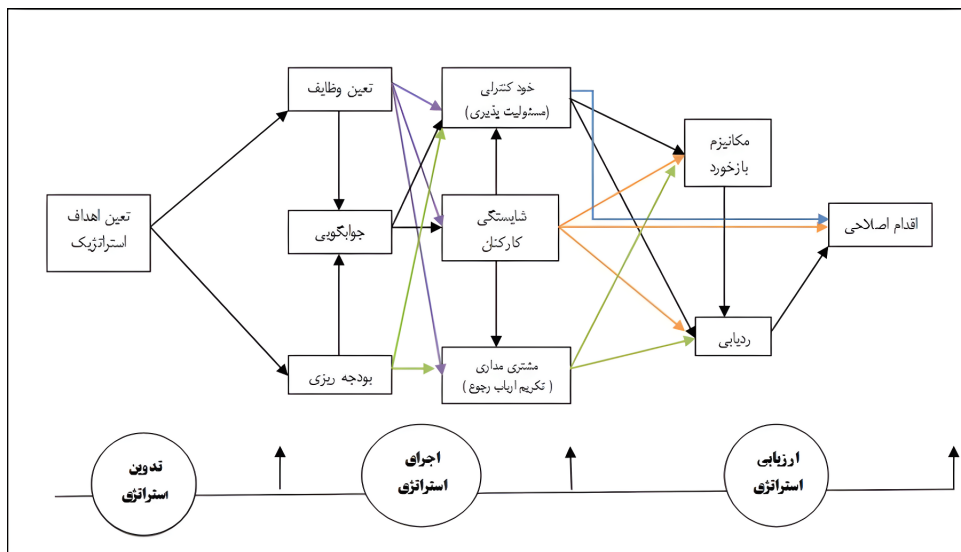 تعین اهداف
استراتژیک
تعین وظایف
جوابگویی
بودجه ریزی
خود کنترلی
(مسئولیت پذیری)
شایستگی
کارکنان
مشتری مداری
( تکریم ارباب رجوع )
مکانیزم
بازخورد
ردیابی
اقدام اصلاحی
تدوین
استراتژی
اجرای
استراتژی
ارزیابی
استراتژی